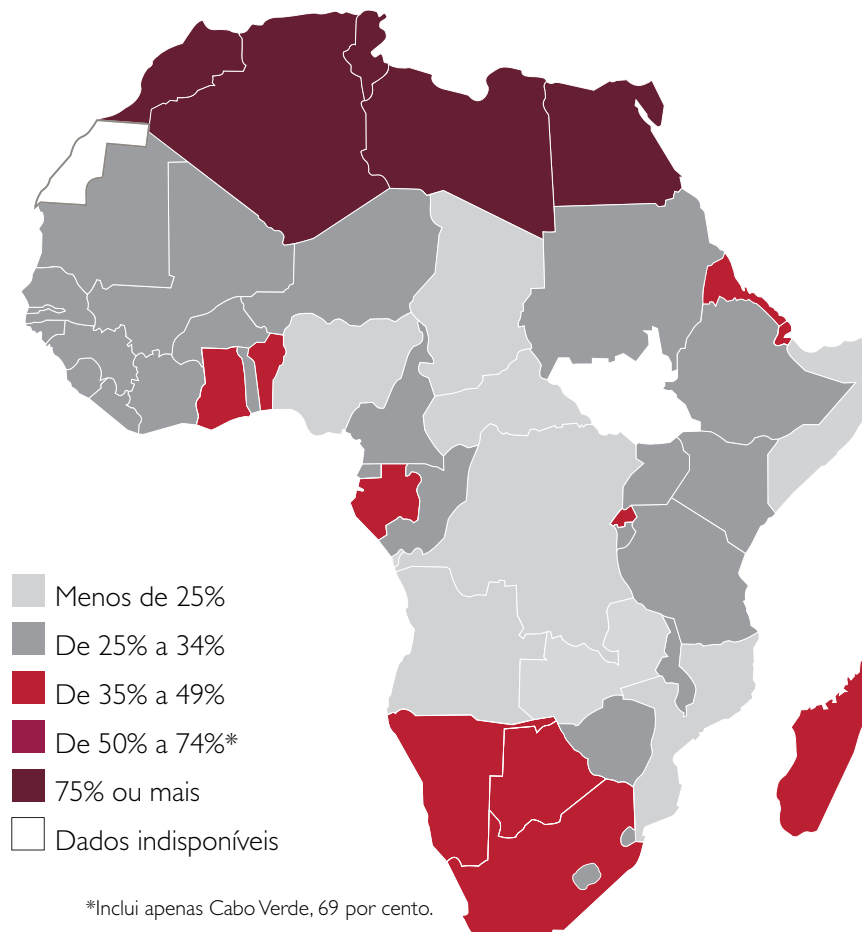 Menos de 25%
De 25% a 34%
De 35% a 49%
De 50% a 74%*
75% ou mais
Dados indisponíveis
*Inclui apenas Cabo Verde, 69 por cento.